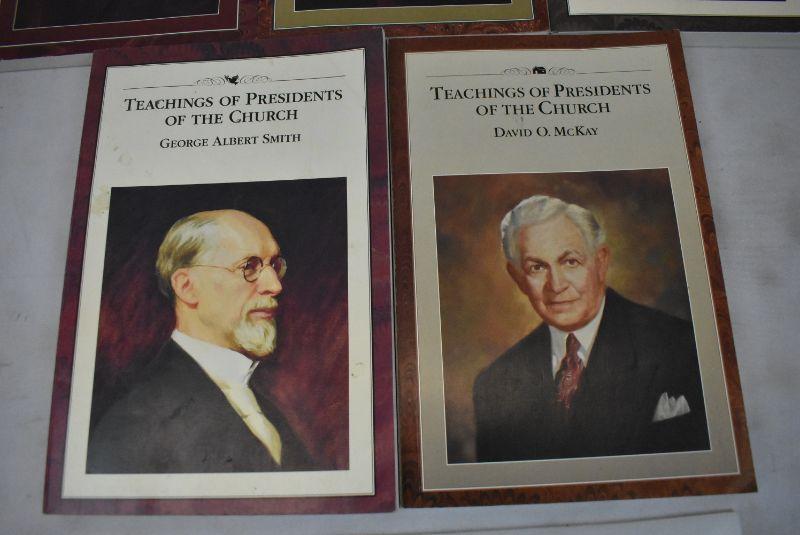 TEACHINGS OF PRESIDENTS
OF THE CHURCH
GEORGE ALBERT SMITH
TEACHINGS OF PRESIDENTS
OF THE CHURCH
DAVID O. MCKAY